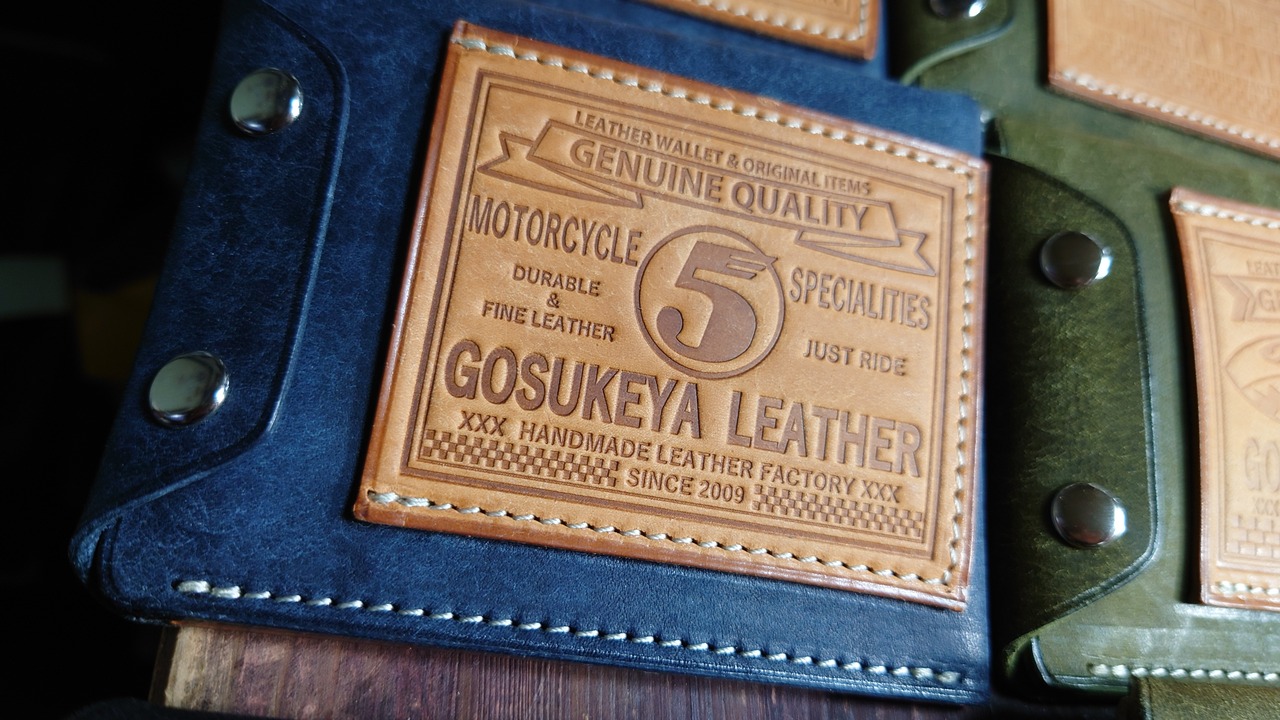 LEATHER WALLET & ORIGINAL ITEMS
GENUINE QUALITY
MOTORCYCLE
5
SPECIALITIES
DURABLE
&
FINE LEATHER
JUST RIDE
GOSUKEYA LEATHER
XXX HANDMADE LEATHER FACTORY XXX
SINCE 2009